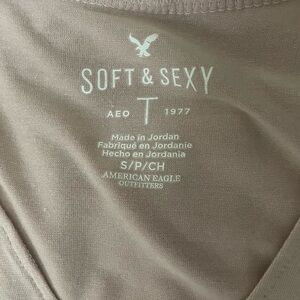 SOFT & SEXY
AEO T 1977
Made in Jordan
Fabriqué en Jordanie
Hecho en Jordania
S/P/CH
AMERICAN EAGLE
OUTFITTERS